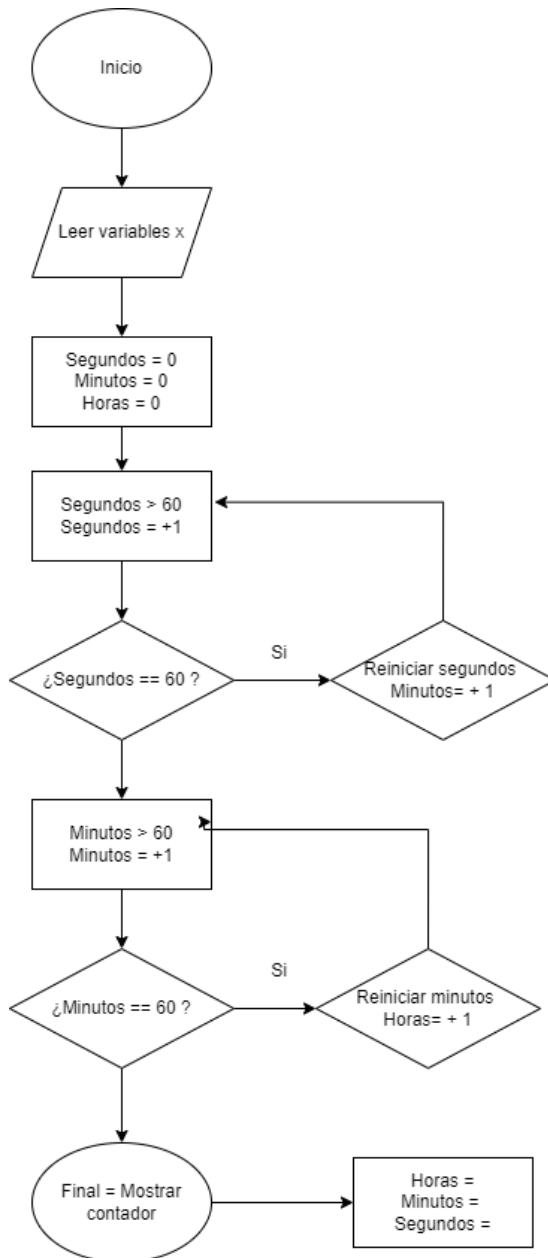 Inicio
Leer variables x
Segundos = 0
Minutos = 0
Horas = 0
Segundos > 60
Segundos = +1
¿Segundos == 60 ?
Si
Reiniciar segundos
Minutos= + 1
Minutos > 60
Minutos = +1
¿Minutos == 60 ?
Si
Reiniciar minutos
Horas= + 1
Final = Mostrar
contador
Horas =
Minutos =
Segundos =